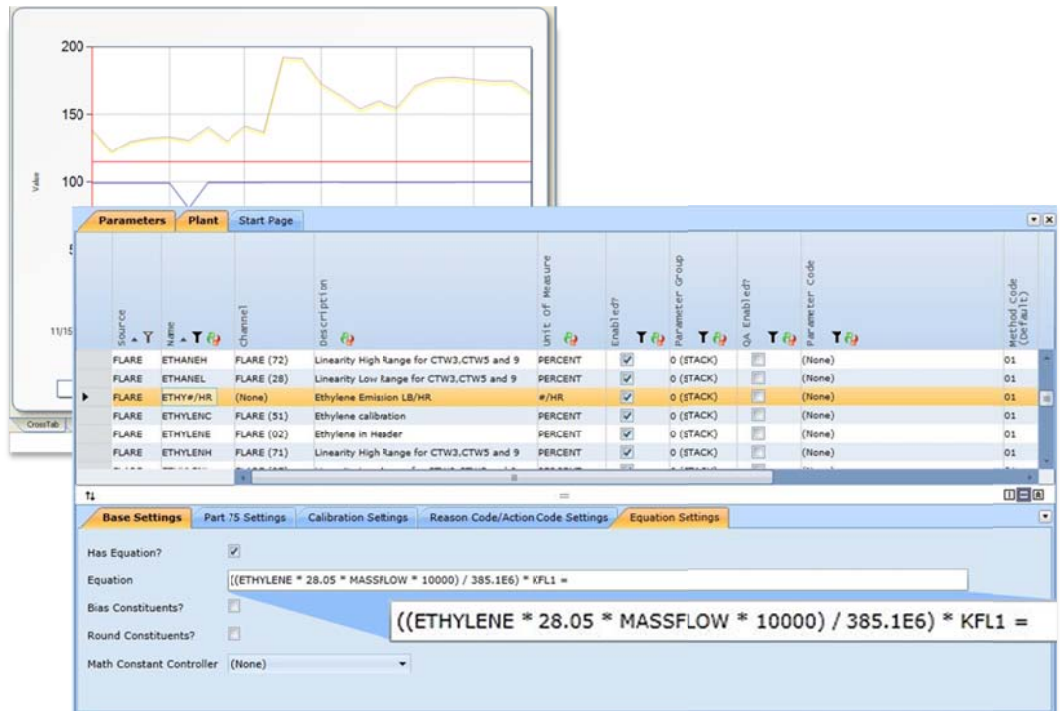 200
150
100
Value
11/15
CrossTab
Parameters Plant Start Page
Source Name Channel Description Unit of Measure Enabled? Parameter Group QA Enabled? Parameter Code Method Code (Default)
FLARE ETHANEH FLARE (72) Linearity High Range for CTW3,CTW5 and 9 PERCENT 0 (STACK) (None) 01
FLARE ETHANEL FLARE (28) Linearity Low Range for CTW3,CTW5 and 9 PERCENT 0 (STACK) (None) 01
FLARE ETHY#/HR (None) Ethylene Emission LB/HR #/HR 0 (STACK) (None) 01
FLARE ETHYLENC FLARE (51) Ethylene calibration PERCENT 0 (STACK) (None) 01
FLARE ETHYLENE FLARE (02) Ethylene in Header PERCENT 0 (STACK) (None) 01
FLARE ETHYLENH FLARE (71) Linearity High Range for CTW3,CTW5 and 9 PERCENT 0 (STACK) (None) 01
Base Settings Part 75 Settings Calibration Settings Reason Code/Action Code Settings Equation Settings
Has Equation?
Equation ((ETHYLENE * 28.05 * MASSFLOW * 10000) / 385.1E6) * KFL1 =
Bias Constituents?
((ETHYLENE * 28.05 * MASSFLOW * 10000) / 385.1E6) * KFL1 =
Round Constituents?
Math Constant Controller (None)